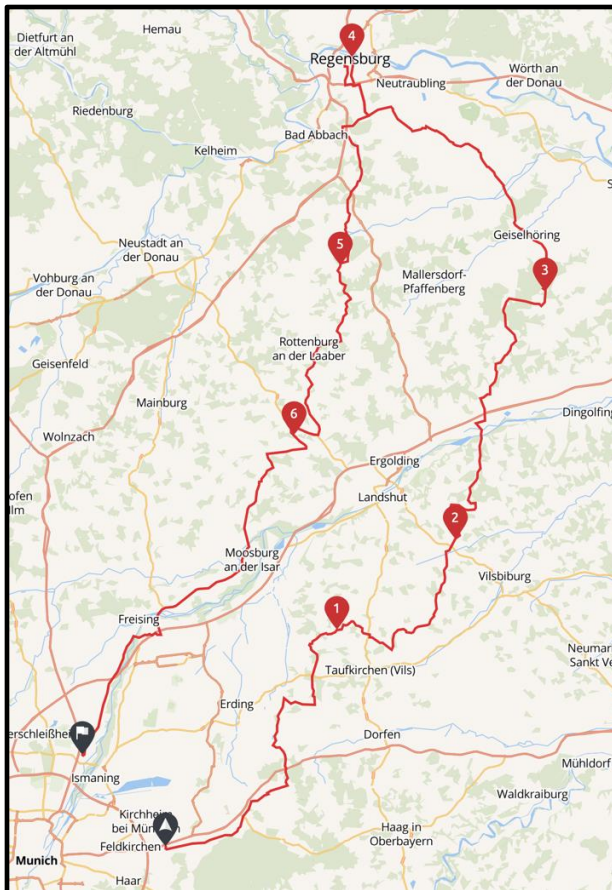 Hemau
Dietfurt an
der Altmühl
4
Regensburg
Wörth an
der Donau
Neutraubling
Riedenburg
Bad Abbach
Kelheim
Geiselhöring
Neustadt an
der Donau
5
3
Mallersdorf-
Pfaffenberg
Vohburg an
der Donau
Rottenburg
an der Laaber
Geisenfeld
Mainburg
6
Dingolfing
Wolnzach
Ergolding
Landshut
2
Moosburg
an der Isar
Vilsbiburg
1
Freising
Taufkirchen (Vils)
Erding
Dorfen
Ismaning
Mühldorf
Waldkraiburg
Kirchheim
bei München
Feldkirchen
Haag in
Oberbayern
Munich
Haar